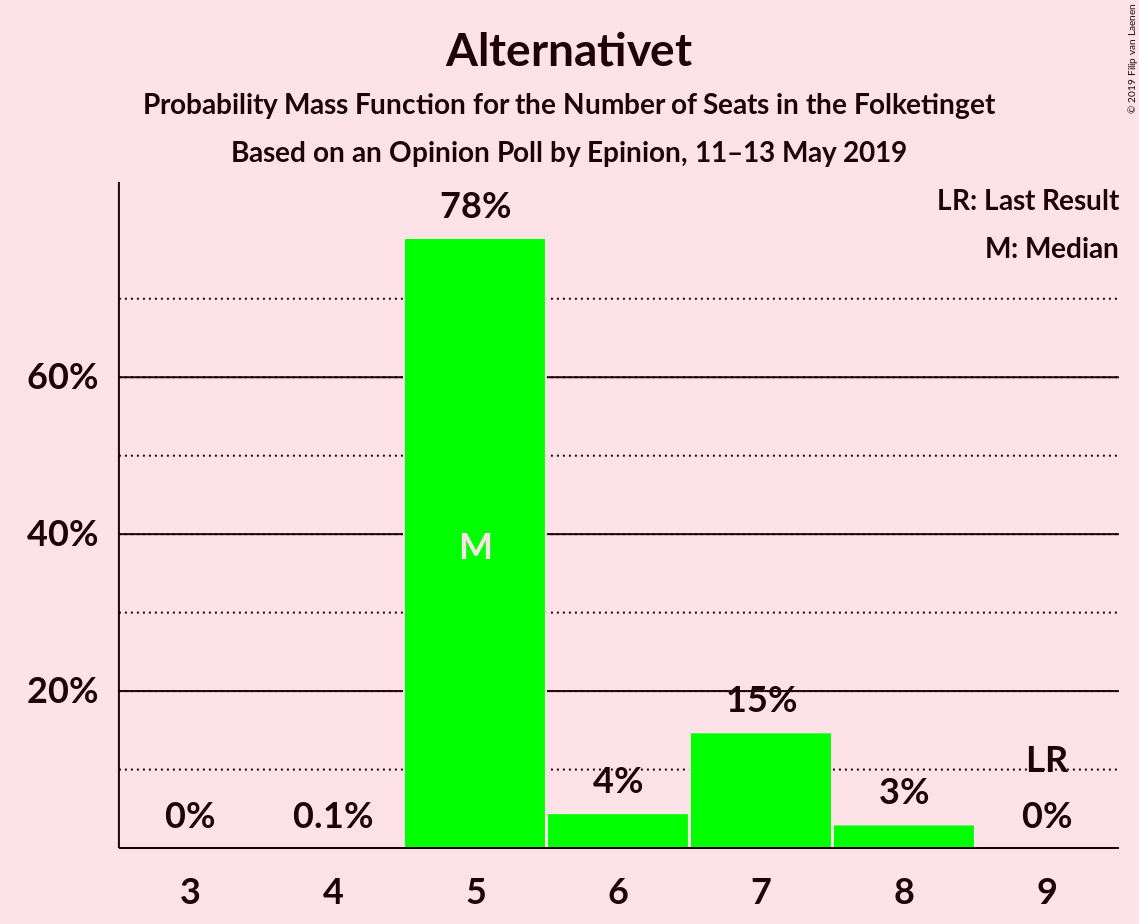 Alternativet
Probability Mass Function for the Number of Seats in the Folketinget
Based on an Opinion Poll by Epinion, 11–13 May 2019
© 2019 Filip van Laenen
LR: Last Result
M: Median
78%
60%
40%
M
20%
15%
LR
0%
0.1%
4%
3%
0%
3
4
5
6
7
8
9